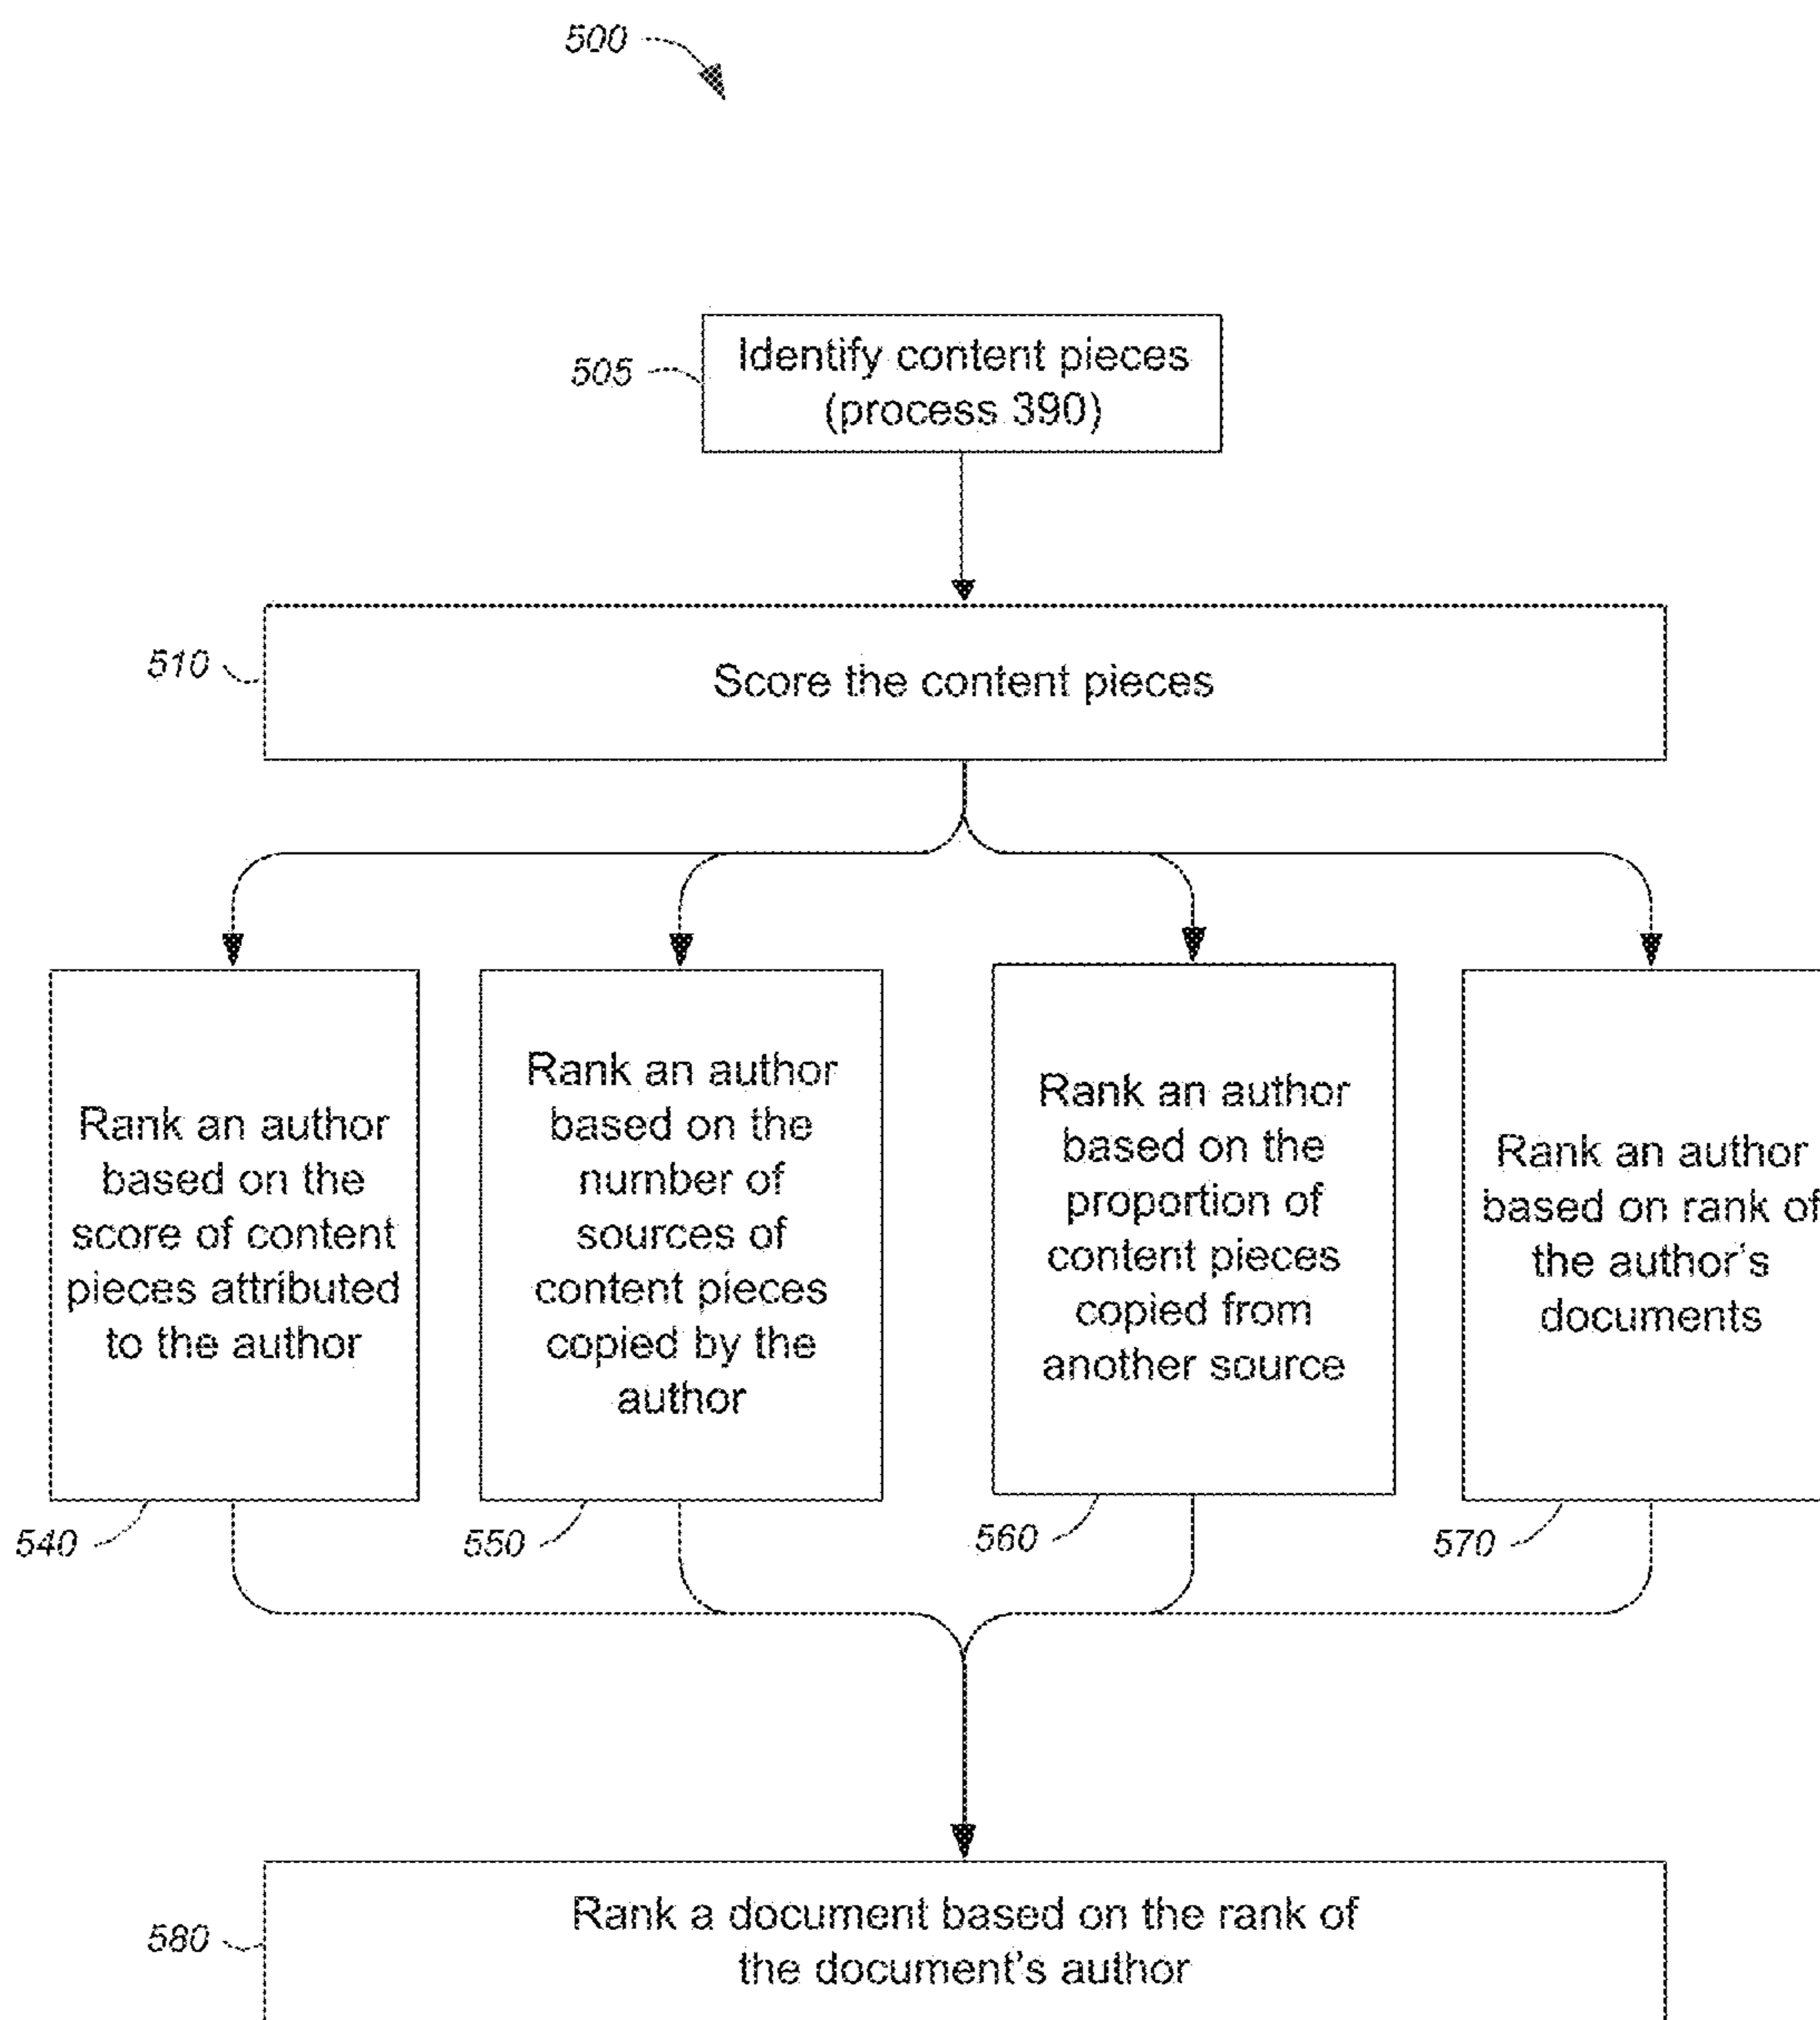 500
505
Identify content pieces
(process 390)
510
Score the content pieces
Rank an author
based on the
score of content
pieces attributed
to the author
540
Rank an author
based on the
number of
sources of
content pieces
copied by the
author
550
Rank an author
based on the
proportion of
content pieces
copied from
another source
560
Rank an author
based on rank of
the author's
documents
570
580
Rank a document based on the rank of
the document's author